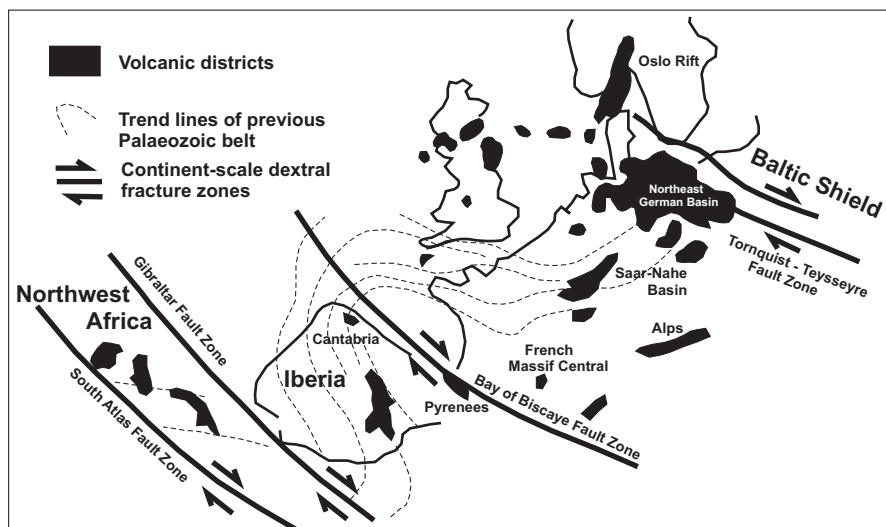 Volcanic districts
Trend lines of previous
Palaeozoic belt
Continent-scale dextral
fracture zones
Oslo Rift
Baltic Shield
Northeast
German Basin
Tornquist - Teysseyre
Fault Zone
Saar-Nahe
Basin
Alps
French
Massif Central
Bay of Biscaye Fault Zone
Pyrenees
Cantabria
Iberia
Gibraltar Fault Zone
Northwest
Africa
South Atlas Fault Zone